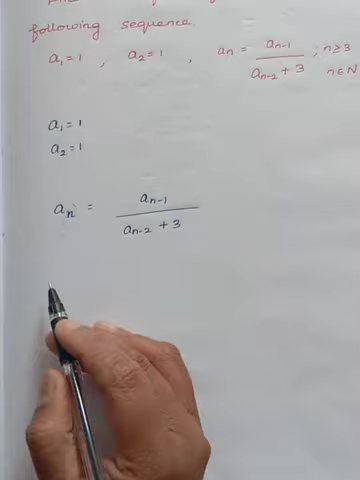 following sequence.
a₁ = 1 , a₂ = 1 , aₙ = aₙ₋₁ / aₙ₋₂ + 3 ; n ≥ 3
n ∈ N
a₁ = 1
a₂ = 1
aₙ = aₙ₋₁ / aₙ₋₂ + 3